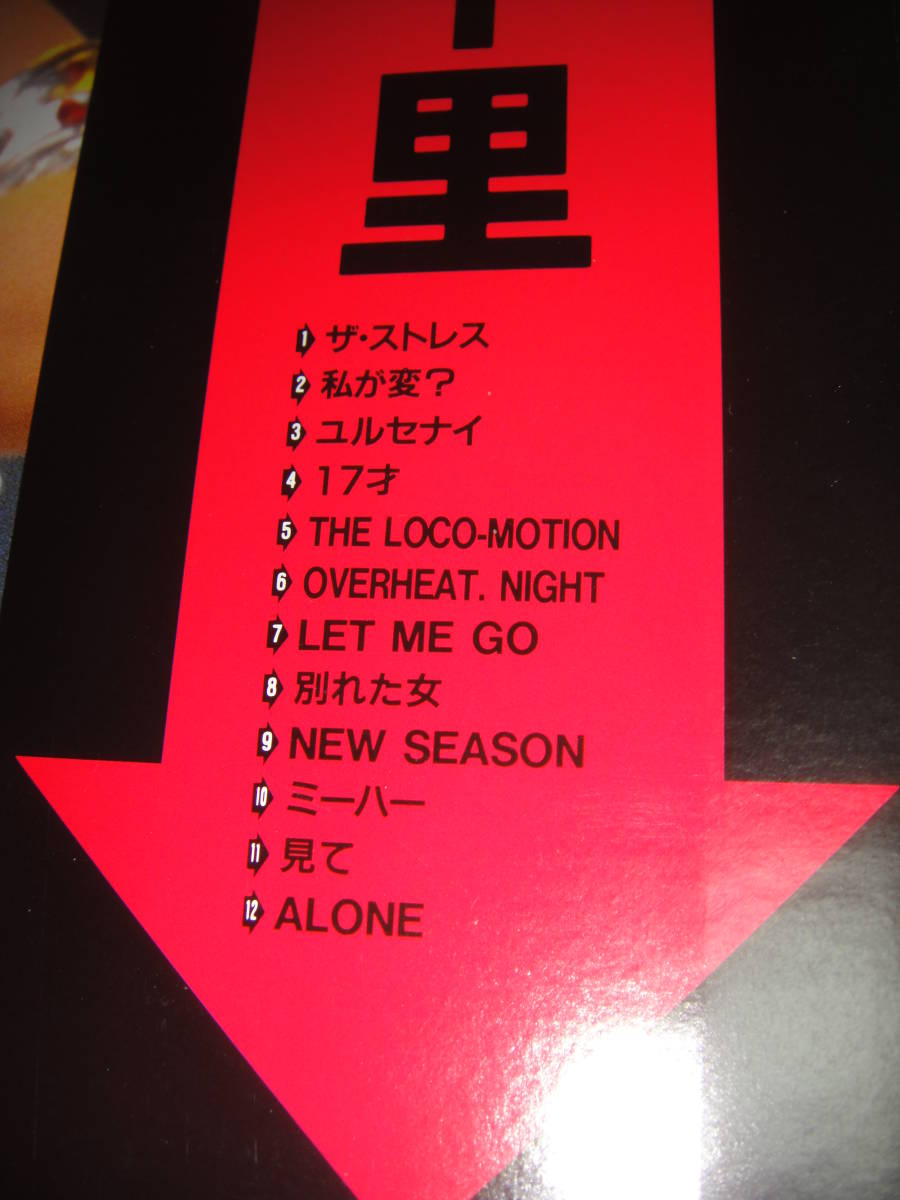 里
1 ザ・ストレス
2 私が変?
3 ユルセナイ
4 17才
5 THE LOCO-MOTION
6 OVERHEAT. NIGHT
7 LET ME GO
8 別れた女
9 NEW SEASON
10 ミーハー
11 見て
12 ALONE